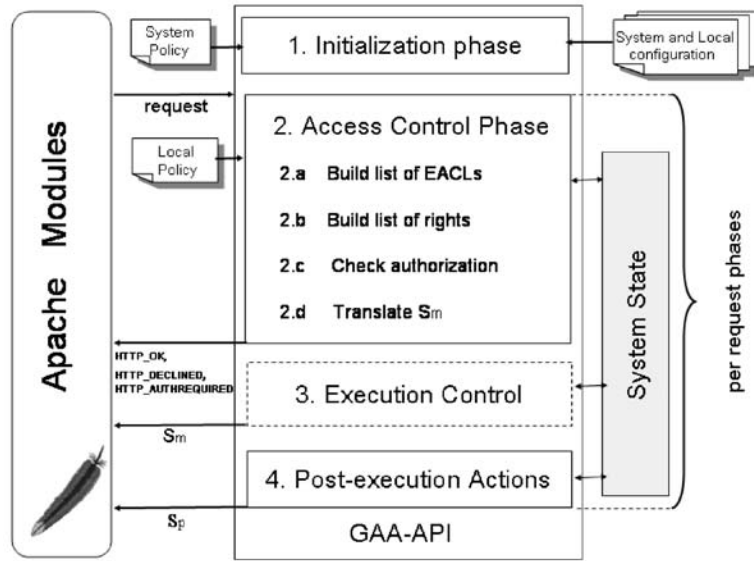 System
Policy
1. Initialization phase
System and Local
configuration
request
2. Access Control Phase
Local
Policy
2.a Build list of EACLs
2.b Build list of rights
2.c Check authorization
2.d Translate Sm
HTTP_OK,
HTTP_DECLINED,
HTTP_AUTHREQUIRED
3. Execution Control
Sm
4. Post-execution Actions
Sp
GAA-API
Apache Modules
System State
per request phases